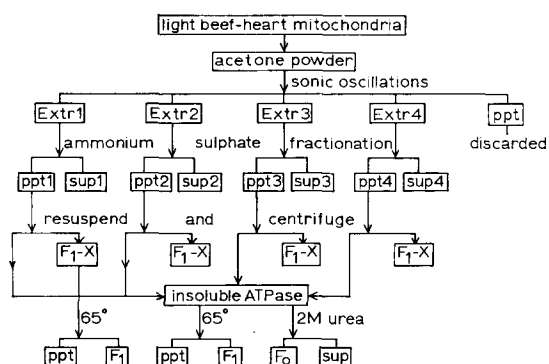 light beef-heart mitochondria
acetone powder
sonic oscillations
Extr1 Extr2 Extr3 Extr4 ppt
ammonium sulphate fractionation discarded
ppt1 sup1 ppt2 sup2 ppt3 sup3 ppt4 sup4
resuspend and centrifuge
F₁-X F₁-X F₁-X F₁-X
insoluble ATPase
65° 65° 2M urea
ppt F₁ ppt F₁ F₀ sup